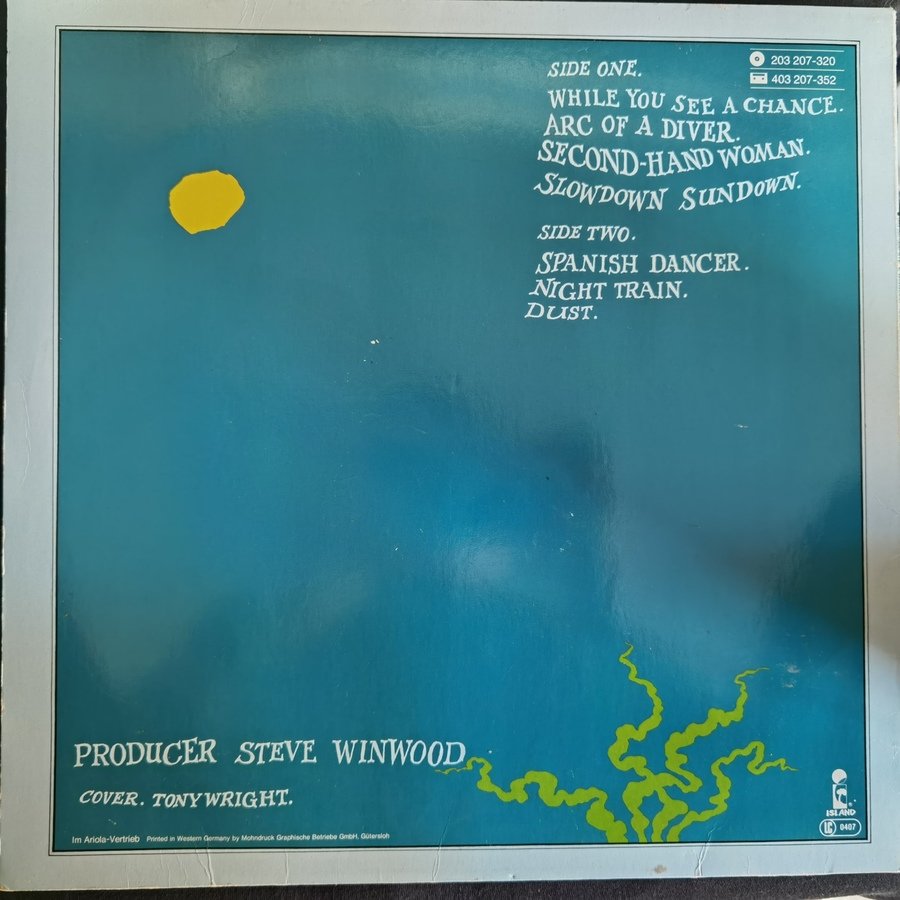 SIDE ONE.
203 207-320
403 207-352
WHILE YOU SEE A CHANCE.
ARC OF A DIVER.
SECOND-HAND WOMAN.
SLOWDOWN SUNDOWN.
SIDE TWO.
SPANISH DANCER.
NIGHT TRAIN.
DUST.
PRODUCER STEVE WINWOOD
COVER. TONY WRIGHT.
Im Ariola-Vertrieb Printed in Western Germany by Mohndruck Graphische Betriebe GmbH, Gütersloh
ISLAND
LC 0407